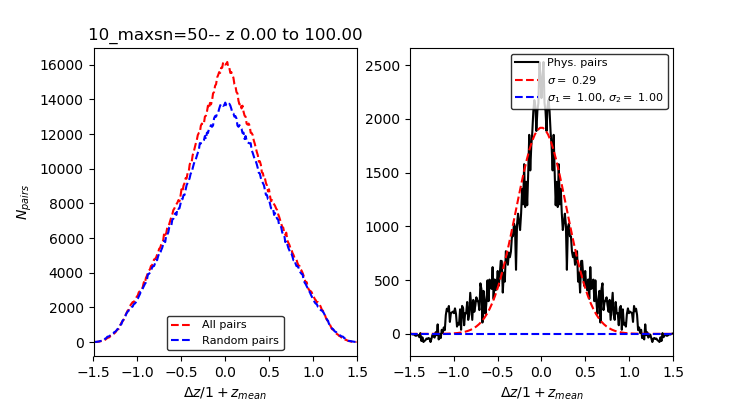 10_maxsn=50-- z 0.00 to 100.00
N_pairs
16000
14000
12000
10000
8000
6000
4000
2000
0
All pairs
Random pairs
−1.5 −1.0 −0.5 0.0 0.5 1.0 1.5
Δz/1 + z_mean
2500
2000
1500
1000
500
0
Phys. pairs
σ = 0.29
σ₁ = 1.00, σ₂ = 1.00
−1.5 −1.0 −0.5 0.0 0.5 1.0 1.5
Δz/1 + z_mean